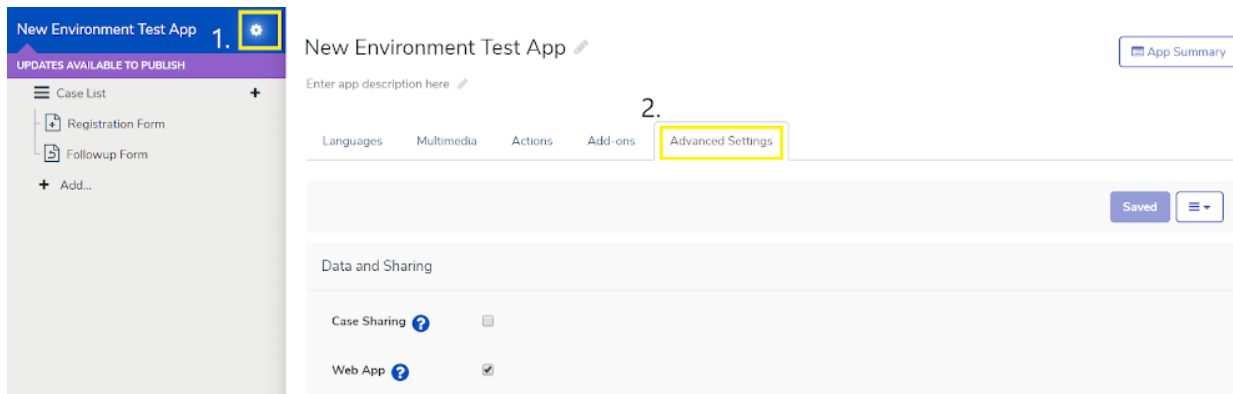 New Environment Test App
1.
UPDATES AVAILABLE TO PUBLISH
Case List
Registration Form
Followup Form
Add...
New Environment Test App
App Summary
Enter app description here
2.
Languages Multimedia Actions Add-ons Advanced Settings
Saved
Data and Sharing
Case Sharing
Web App